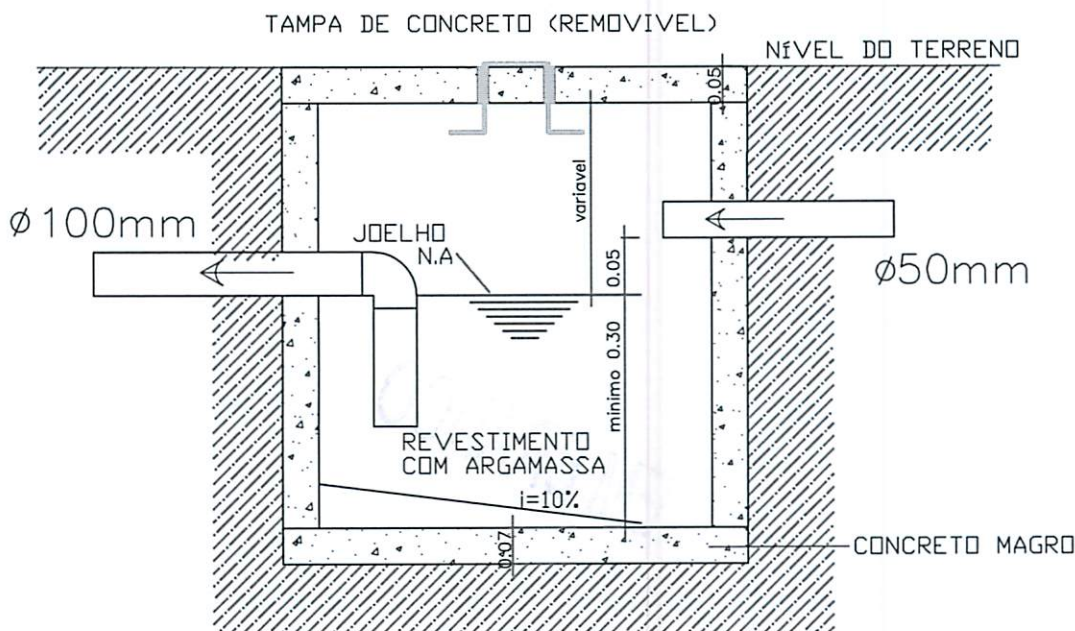 TAMPA DE CONCRETO (REMOVIVEL)
NíVEL DO TERRENO
0.05
variavel
Ø 100mm
JOELHO
N.A
0.05
Ø50mm
minimo 0.30
REVESTIMENTO
COM ARGAMASSA
i=10%
0.07
CONCRETO MAGRO